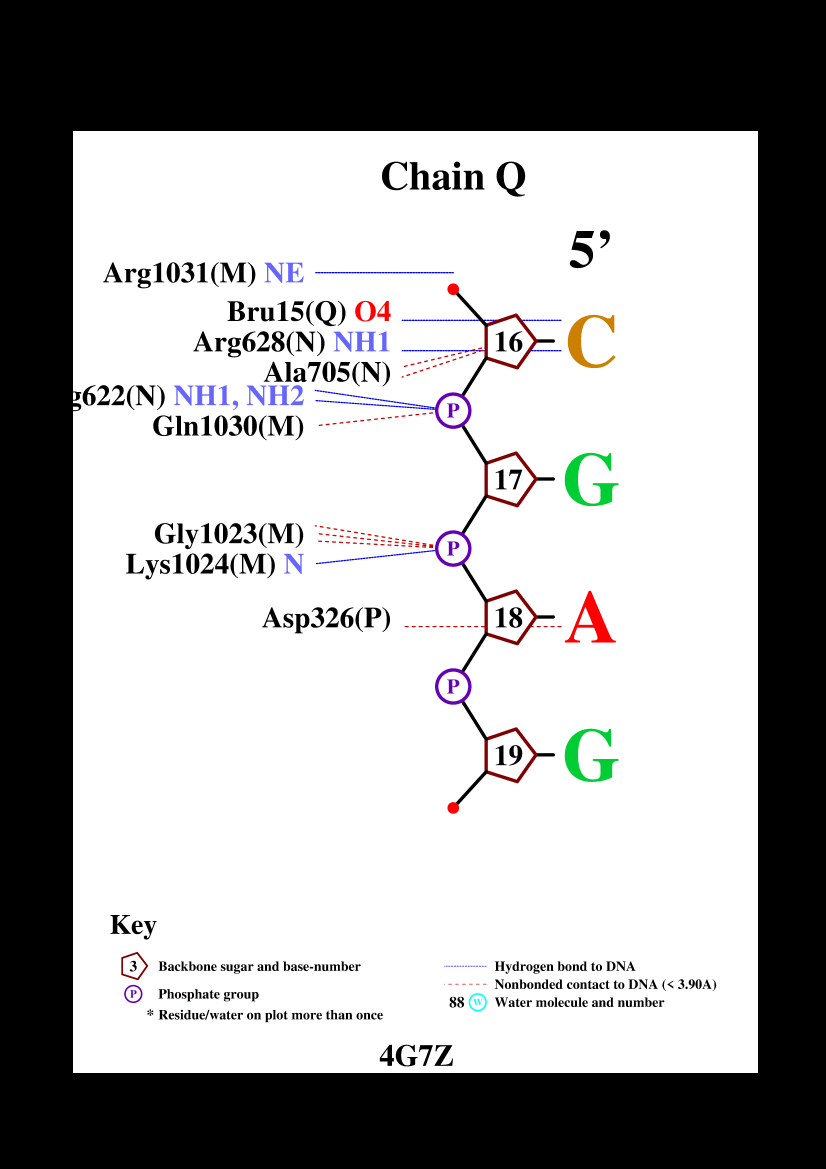 Chain Q
5’
Arg1031(M) NE
Bru15(Q) O4
16 C
Arg628(N) NH1
Ala705(N)
g622(N) NH1, NH2
P
Gln1030(M)
17 G
Gly1023(M)
P
Lys1024(M) N
Asp326(P)
18 A
P
19 G
Key
3 Backbone sugar and base-number
P Phosphate group
* Residue/water on plot more than once
Hydrogen bond to DNA
Nonbonded contact to DNA (< 3.90A)
88 W Water molecule and number
4G7Z